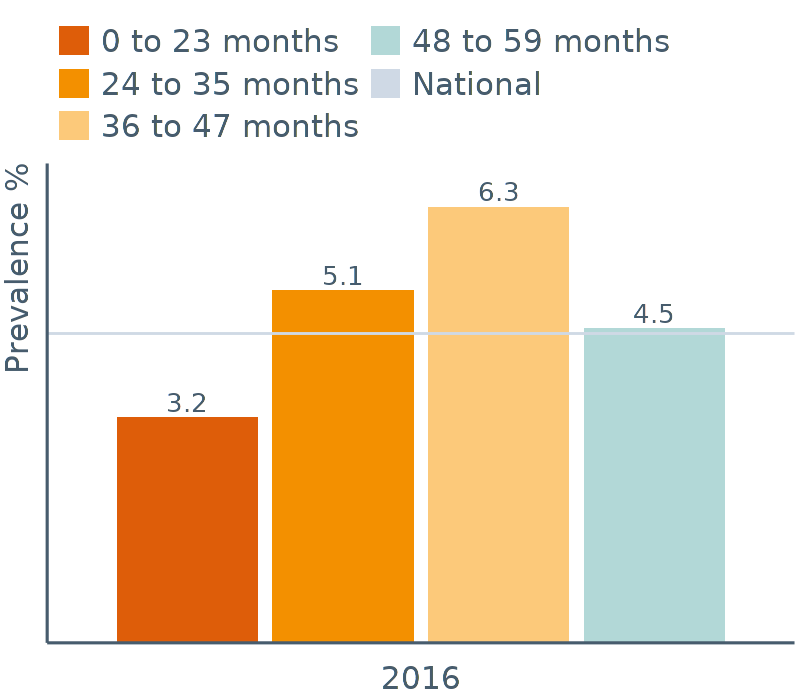 0 to 23 months
24 to 35 months
36 to 47 months
48 to 59 months
National
Prevalence %
3.2
5.1
6.3
4.5
2016